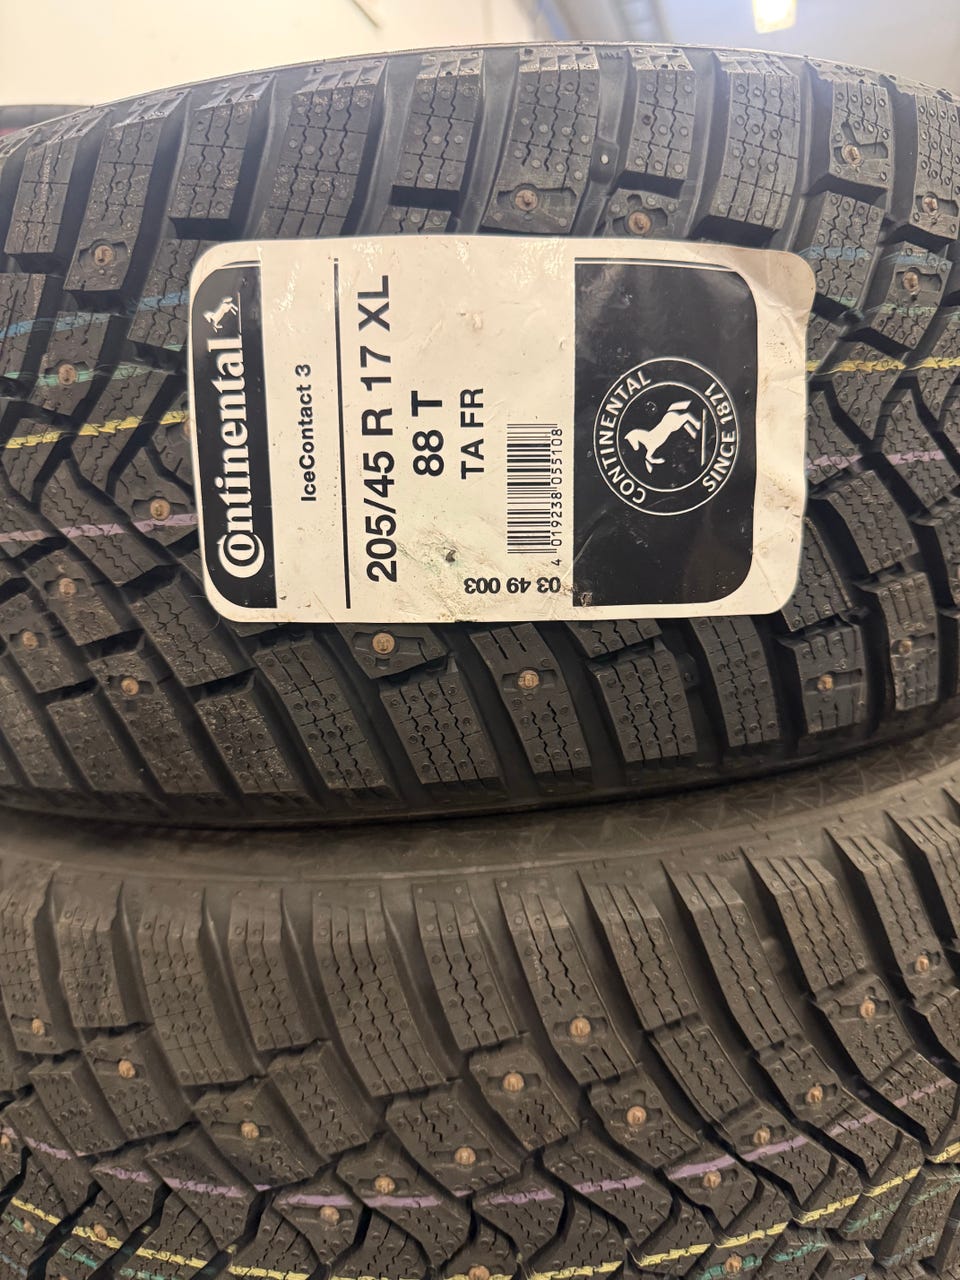 Continental
IceContact 3
205/45 R 17 XL
88 T
TA FR
4 019238 055108
03 49 003
CONTINENTAL
SINCE 1871